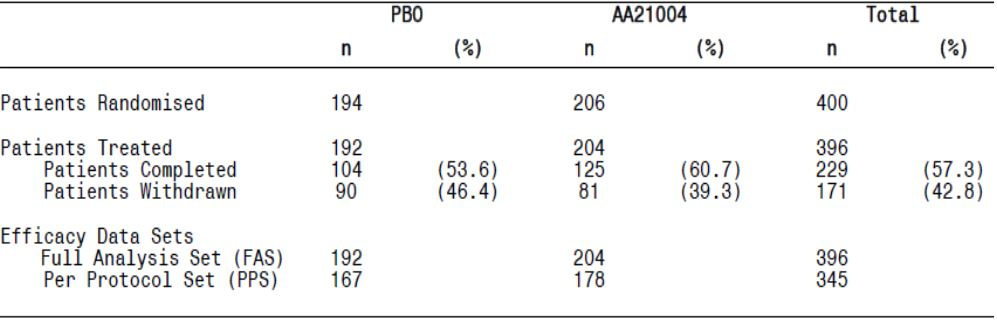 PBO AA21004 Total
n (%) n (%) n (%)
Patients Randomised 194 206 400
Patients Treated 192 204 396
Patients Completed 104 (53.6) 125 (60.7) 229 (57.3)
Patients Withdrawn 90 (46.4) 81 (39.3) 171 (42.8)
Efficacy Data Sets
Full Analysis Set (FAS) 192 204 396
Per Protocol Set (PPS) 167 178 345